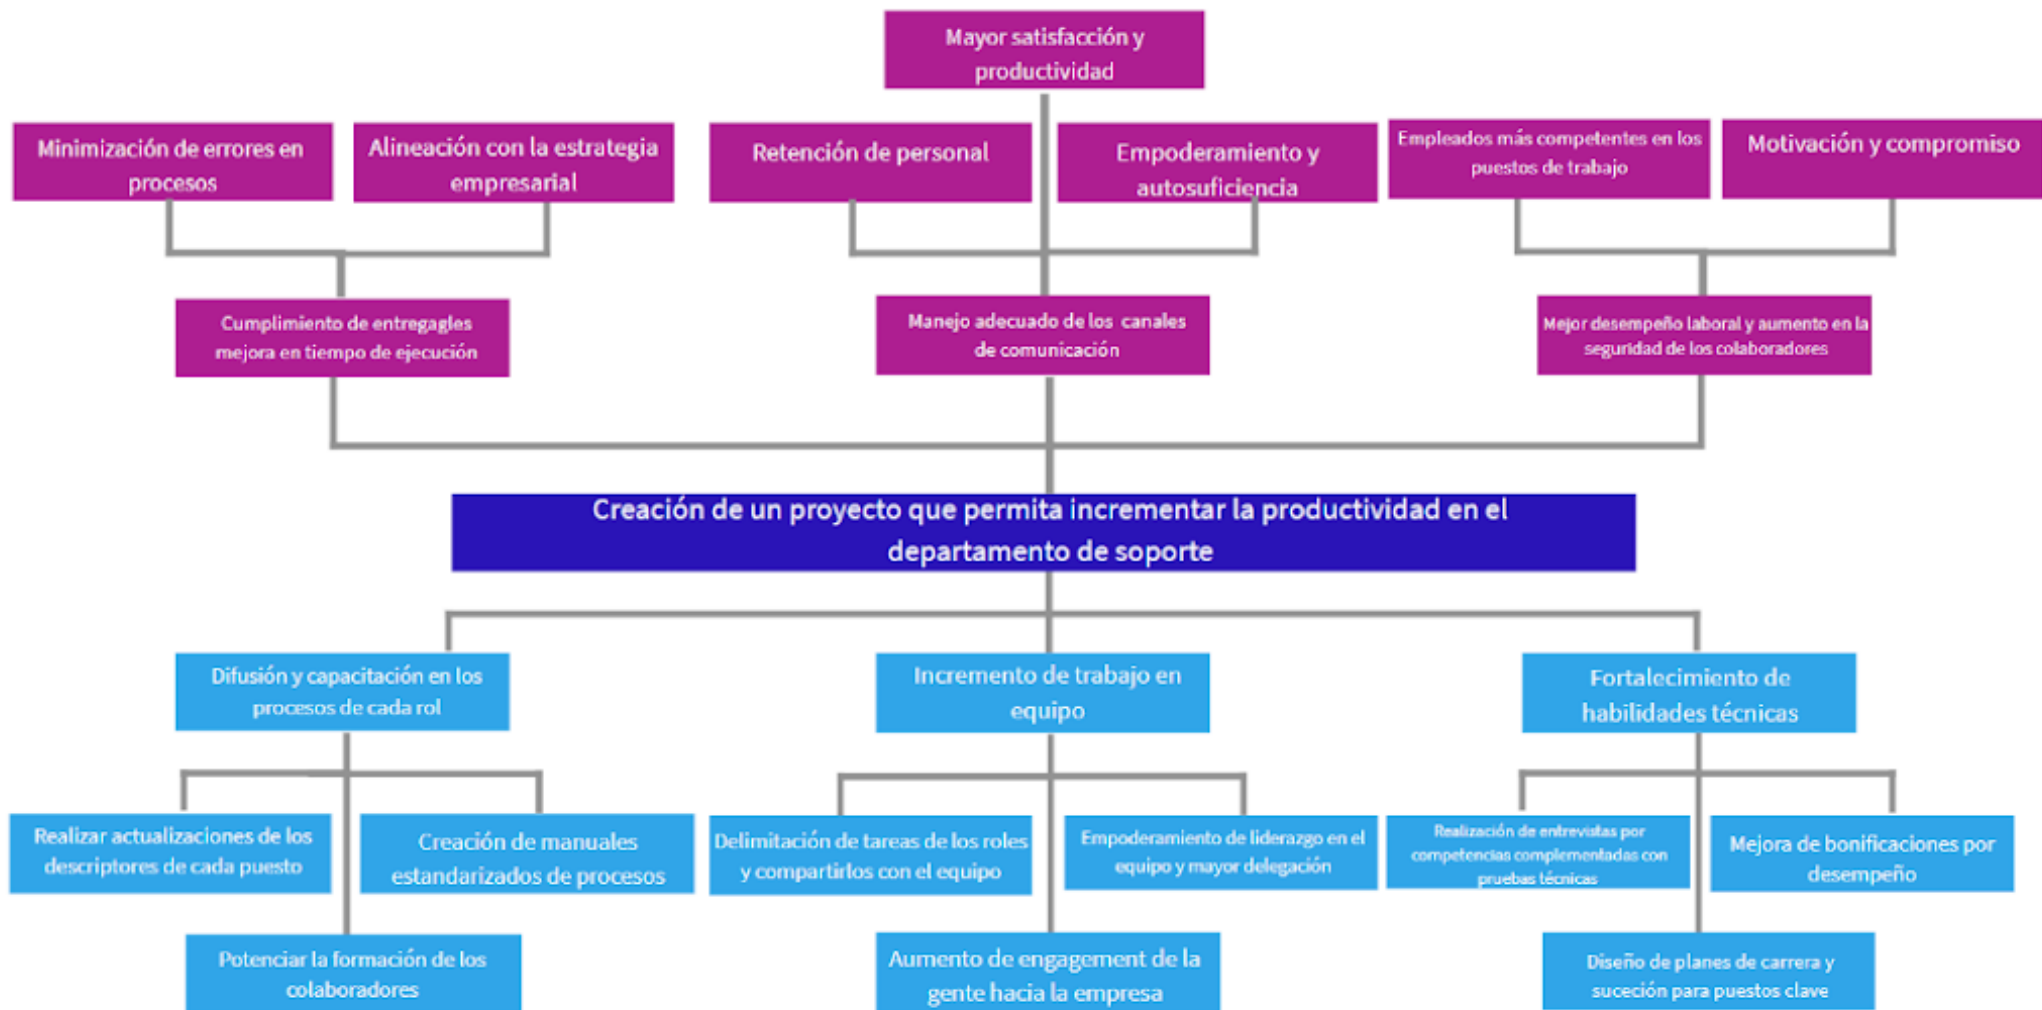 Mayor satisfacción y
productividad
Minimización de errores en
procesos
Alineación con la estrategia
empresarial
Retención de personal
Empoderamiento y
autosuficiencia
Empleados más competentes en los
puestos de trabajo
Motivación y compromiso
Cumplimiento de entregagles
mejora en tiempo de ejecución
Manejo adecuado de los canales
de comunicación
Mejor desempeño laboral y aumento en la
seguridad de los colaboradores
Creación de un proyecto que permita incrementar la productividad en el
departamento de soporte
Difusión y capacitación en los
procesos de cada rol
Incremento de trabajo en
equipo
Fortalecimiento de
habilidades técnicas
Realizar actualizaciones de los
descriptores de cada puesto
Creación de manuales
estandarizados de procesos
Delimitación de tareas de los roles
y compartirlos con el equipo
Empoderamiento de liderazgo en el
equipo y mayor delegación
Realización de entrevistas por
competencias complementadas con
pruebas técnicas
Mejora de bonificaciones por
desempeño
Potenciar la formación de los
colaboradores
Aumento de engagement de la
gente hacia la empresa
Diseño de planes de carrera y
suceción para puestos clave